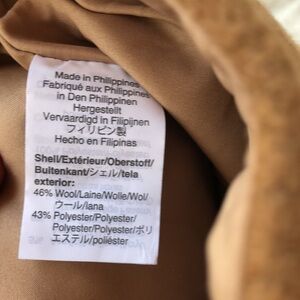 Made in Philippines
Fabriqué aux Philippines
in Den Philippinen
Hergestellt
Vervaardigd in Filipijnen
フィリピン製
Hecho en Filipinas
Shell/Extérieur/Oberstoff/
Buitenkant/シェル/tela
exterior:
46% Wool/Laine/Wolle/Wol/
ウール/lana
43% Polyester/Polyester/
Polyester/Polyester/ポリ
エステル/poliéster